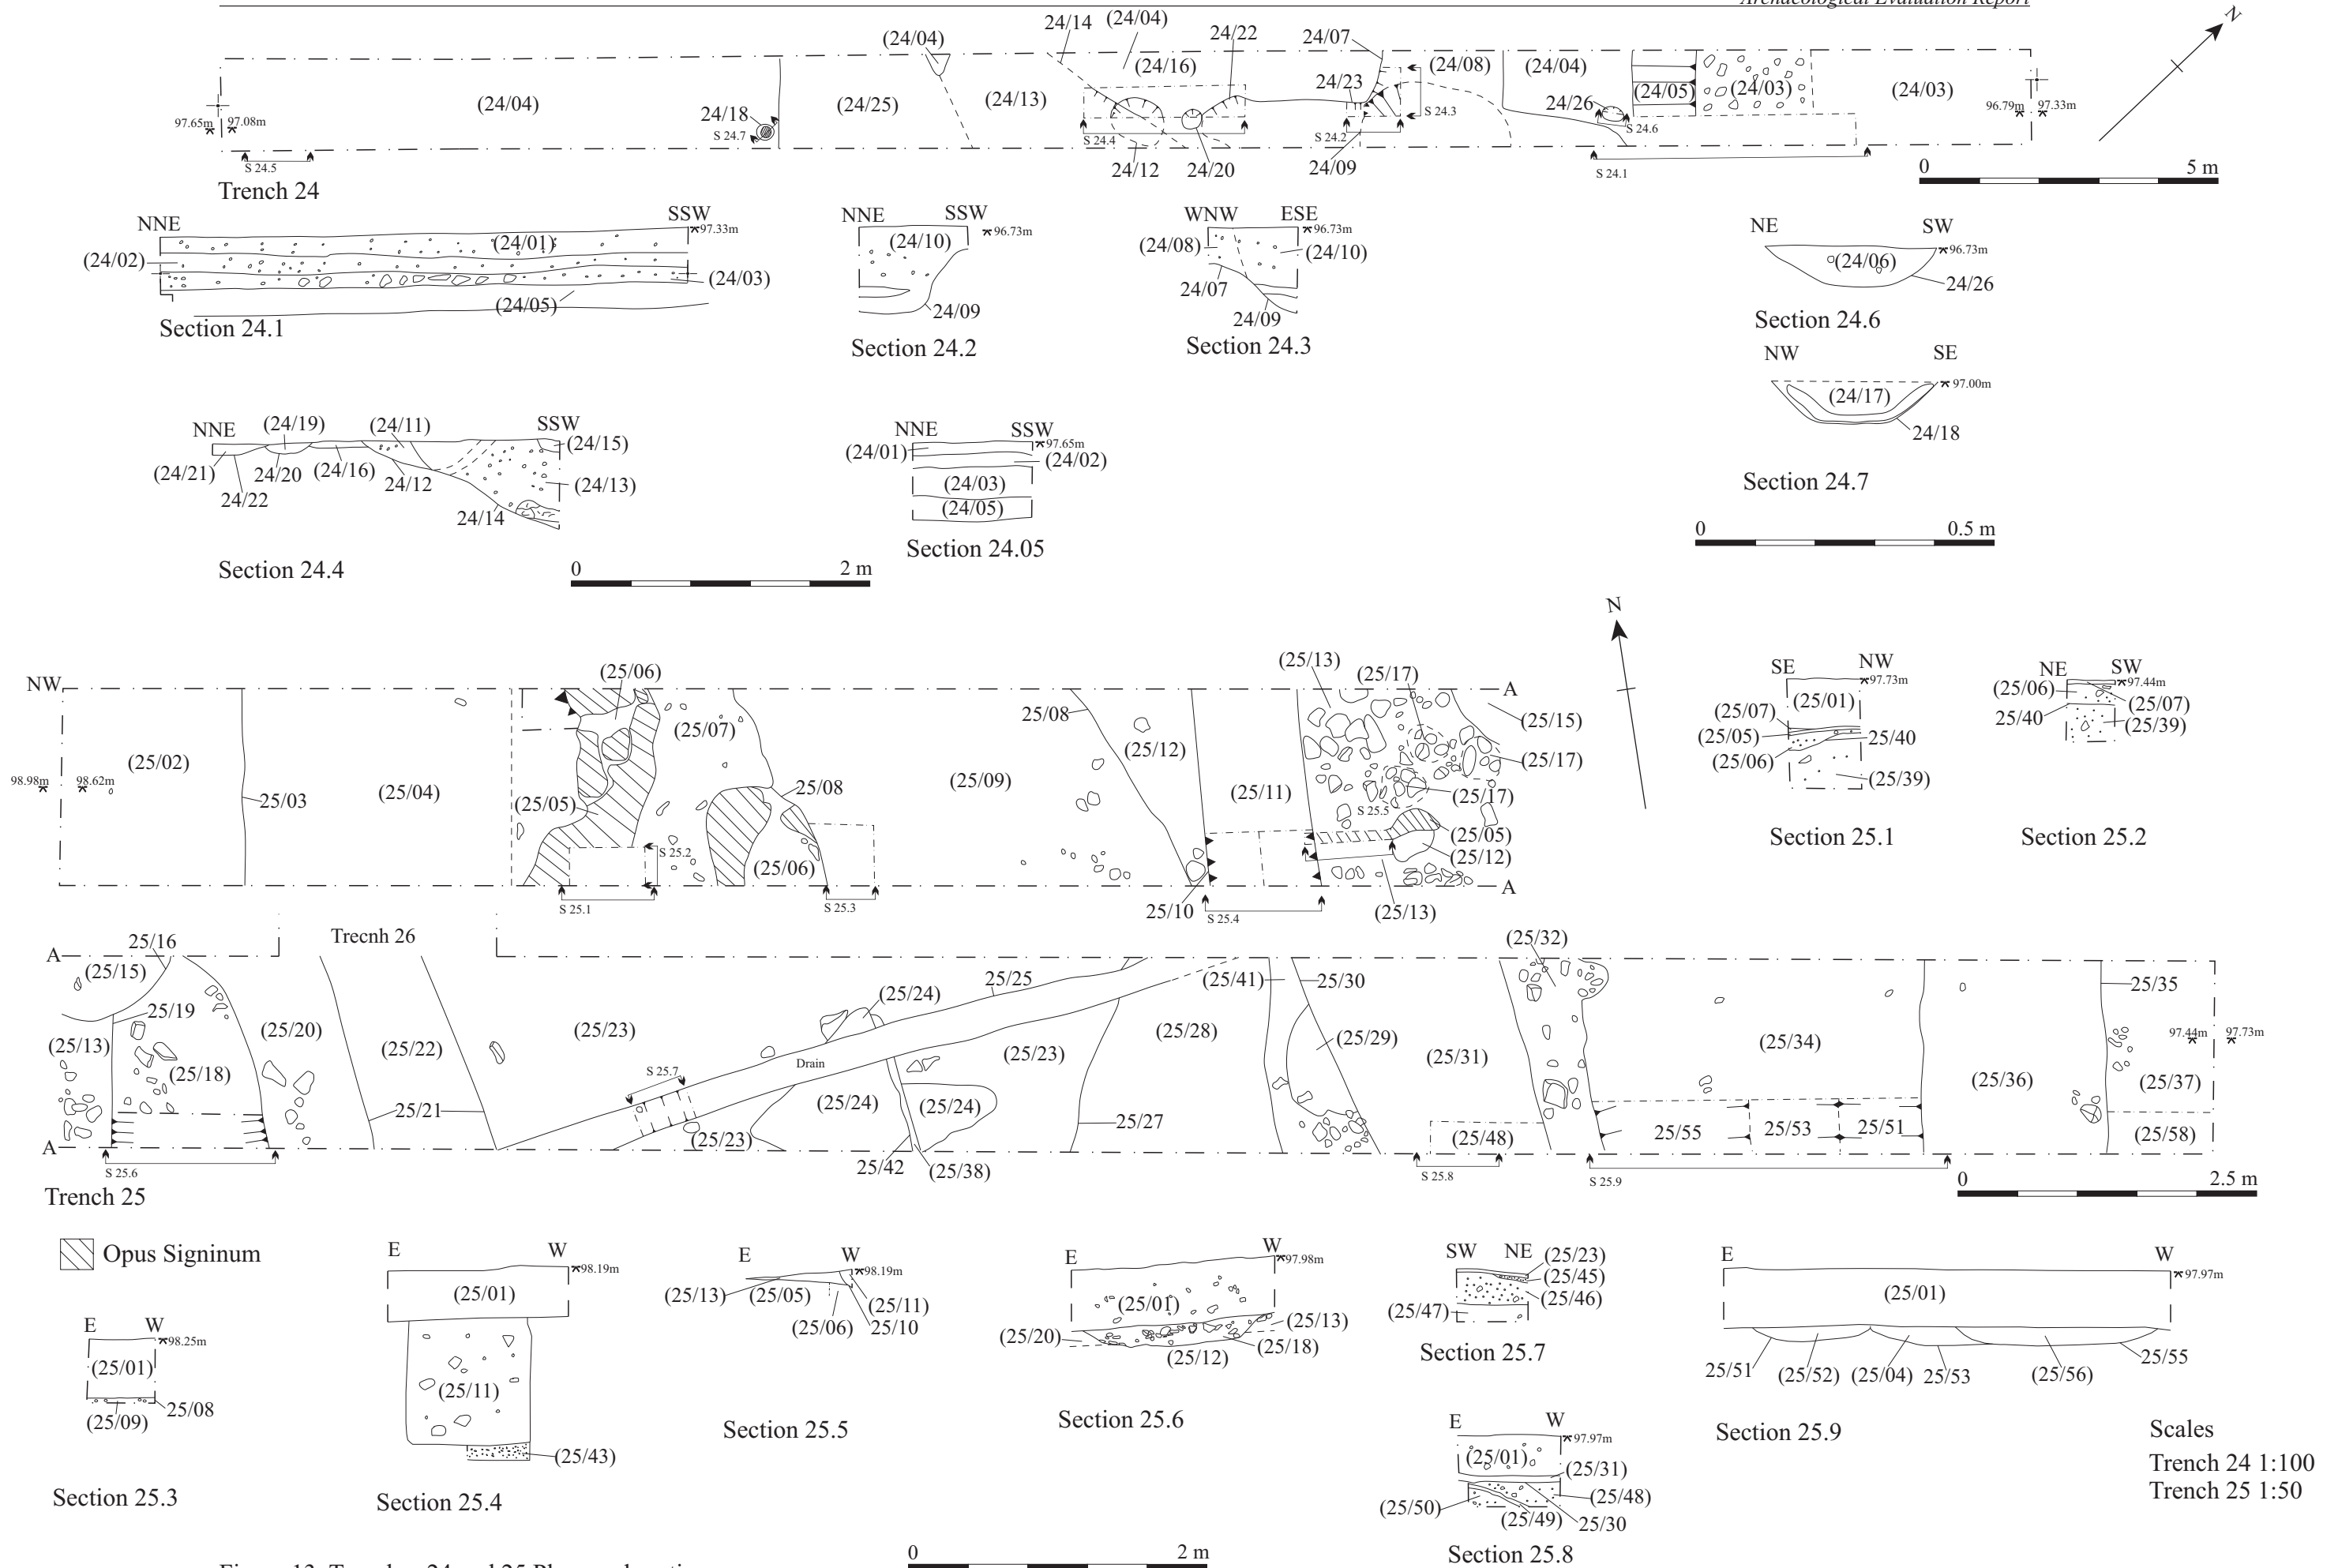 Archaeological Evaluation Report
N
24/14
(24/04)
(24/04)
24/22
24/07
(24/16)
(24/08)
(24/04)
(24/04)
24/18
(24/25)
(24/13)
24/23
24/26
(24/05)
(24/03)
(24/03)
97.65m
97.08m
96.79m
97.33m
S 24.7
S 24.4
S 24.2
S 24.3
S 24.6
S 24.5
24/12
24/20
24/09
S 24.1
Trench 24
0
5 m
NNE
SSW
97.33m
(24/01)
(24/02)
(24/03)
(24/05)
Section 24.1
NNE
SSW
96.73m
(24/10)
24/09
Section 24.2
WNW
ESE
96.73m
(24/08)
(24/10)
24/07
24/09
Section 24.3
NE
SW
96.73m
(24/06)
24/26
Section 24.6
NW
SE
97.00m
(24/17)
24/18
Section 24.7
0
0.5 m
NNE
(24/19)
(24/11)
SSW
(24/15)
(24/21)
24/20
(24/16)
24/12
(24/13)
24/22
24/14
Section 24.4
NNE
SSW
97.65m
(24/01)
(24/02)
(24/03)
(24/05)
Section 24.05
0
2 m
NW
N
(25/06)
(25/13)
(25/17)
A
(25/02)
25/03
(25/04)
(25/05)
(25/07)
25/08
(25/09)
25/08
(25/12)
(25/11)
(25/15)
(25/17)
(25/17)
98.98m
98.62m
S 25.5
(25/05)
(25/12)
S 25.2
(25/06)
A
S 25.1
S 25.3
25/10
S 25.4
(25/13)
SE
NW
97.73m
(25/01)
(25/07)
(25/05)
25/40
(25/06)
(25/39)
Section 25.1
NE
SW
97.44m
(25/06)
(25/07)
25/40
(25/39)
Section 25.2
Trecnh 26
A
25/16
(25/15)
25/19
(25/13)
(25/18)
(25/20)
(25/22)
25/21
(25/23)
(25/24)
25/25
Drain
S 25.7
(25/23)
(25/24)
(25/24)
(25/23)
25/42
(25/38)
(25/28)
25/27
(25/41)
25/30
(25/29)
(25/31)
(25/32)
(25/48)
(25/34)
25/55
25/53
25/51
(25/36)
25/35
97.44m
97.73m
(25/37)
(25/58)
A
S 25.6
S 25.8
S 25.9
Trench 25
0
2.5 m
Opus Signinum
E
W
98.25m
(25/01)
25/08
(25/09)
Section 25.3
E
W
98.19m
(25/01)
(25/11)
(25/43)
Section 25.4
E
W
98.19m
(25/13)
(25/05)
(25/11)
(25/06)
25/10
Section 25.5
E
W
97.98m
(25/01)
(25/20)
(25/13)
(25/18)
(25/12)
Section 25.6
SW
NE
(25/23)
(25/45)
(25/46)
(25/47)
Section 25.7
E
W
97.97m
(25/01)
25/51
(25/52)
(25/04)
25/53
(25/56)
25/55
Section 25.9
E
W
97.97m
(25/01)
(25/31)
(25/48)
(25/50)
(25/49)
25/30
Section 25.8
Scales
Trench 24 1:100
Trench 25 1:50
0
2 m